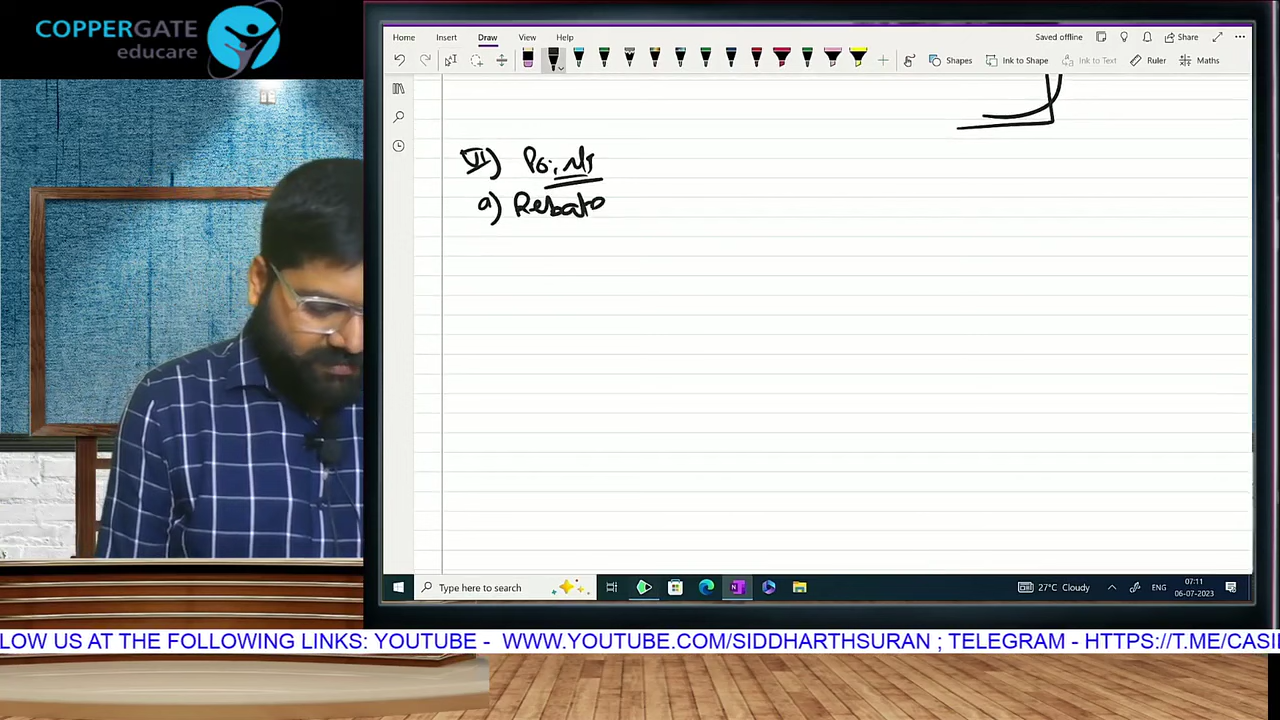 COPPERGATE
educare
Home Insert Draw View Help
Saved offline
Share
Shapes Ink to Shape Ink to Text Ruler Maths
VI) Points
a) Rebate
Type here to search
27°C Cloudy
ENG
07:11
06-07-2023
LOW US AT THE FOLLOWING LINKS: YOUTUBE - WWW.YOUTUBE.COM/SIDDHARTHSURAN ; TELEGRAM - HTTPS://T.ME/CASI